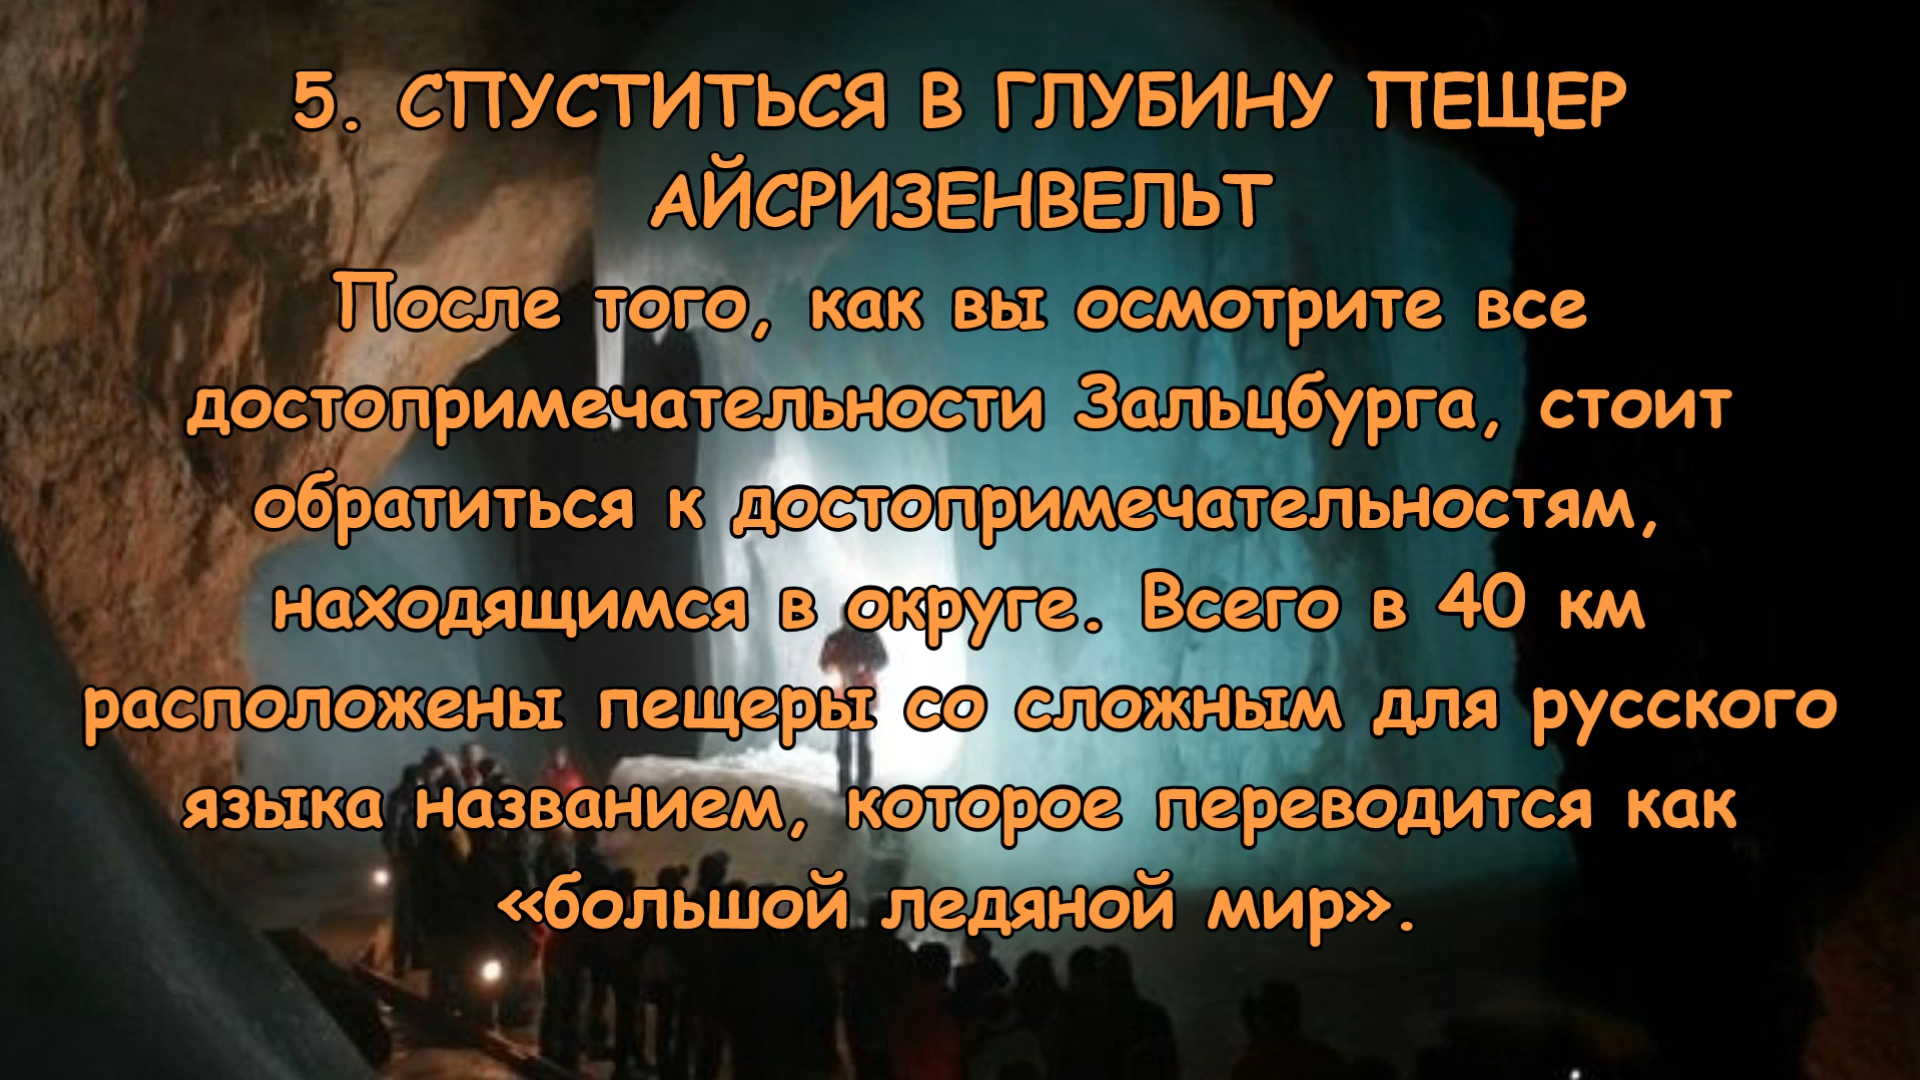 5. СПУСТИТЬСЯ В ГЛУБИНУ ПЕЩЕР
АЙСРИЗЕНВЕЛЬТ
После того, как вы осмотрите все
достопримечательности Зальцбурга, стоит
обратиться к достопримечательностям,
находящимся в округе. Всего в 40 км
расположены пещеры со сложным для русского
языка названием, которое переводится как
«большой ледяной мир».